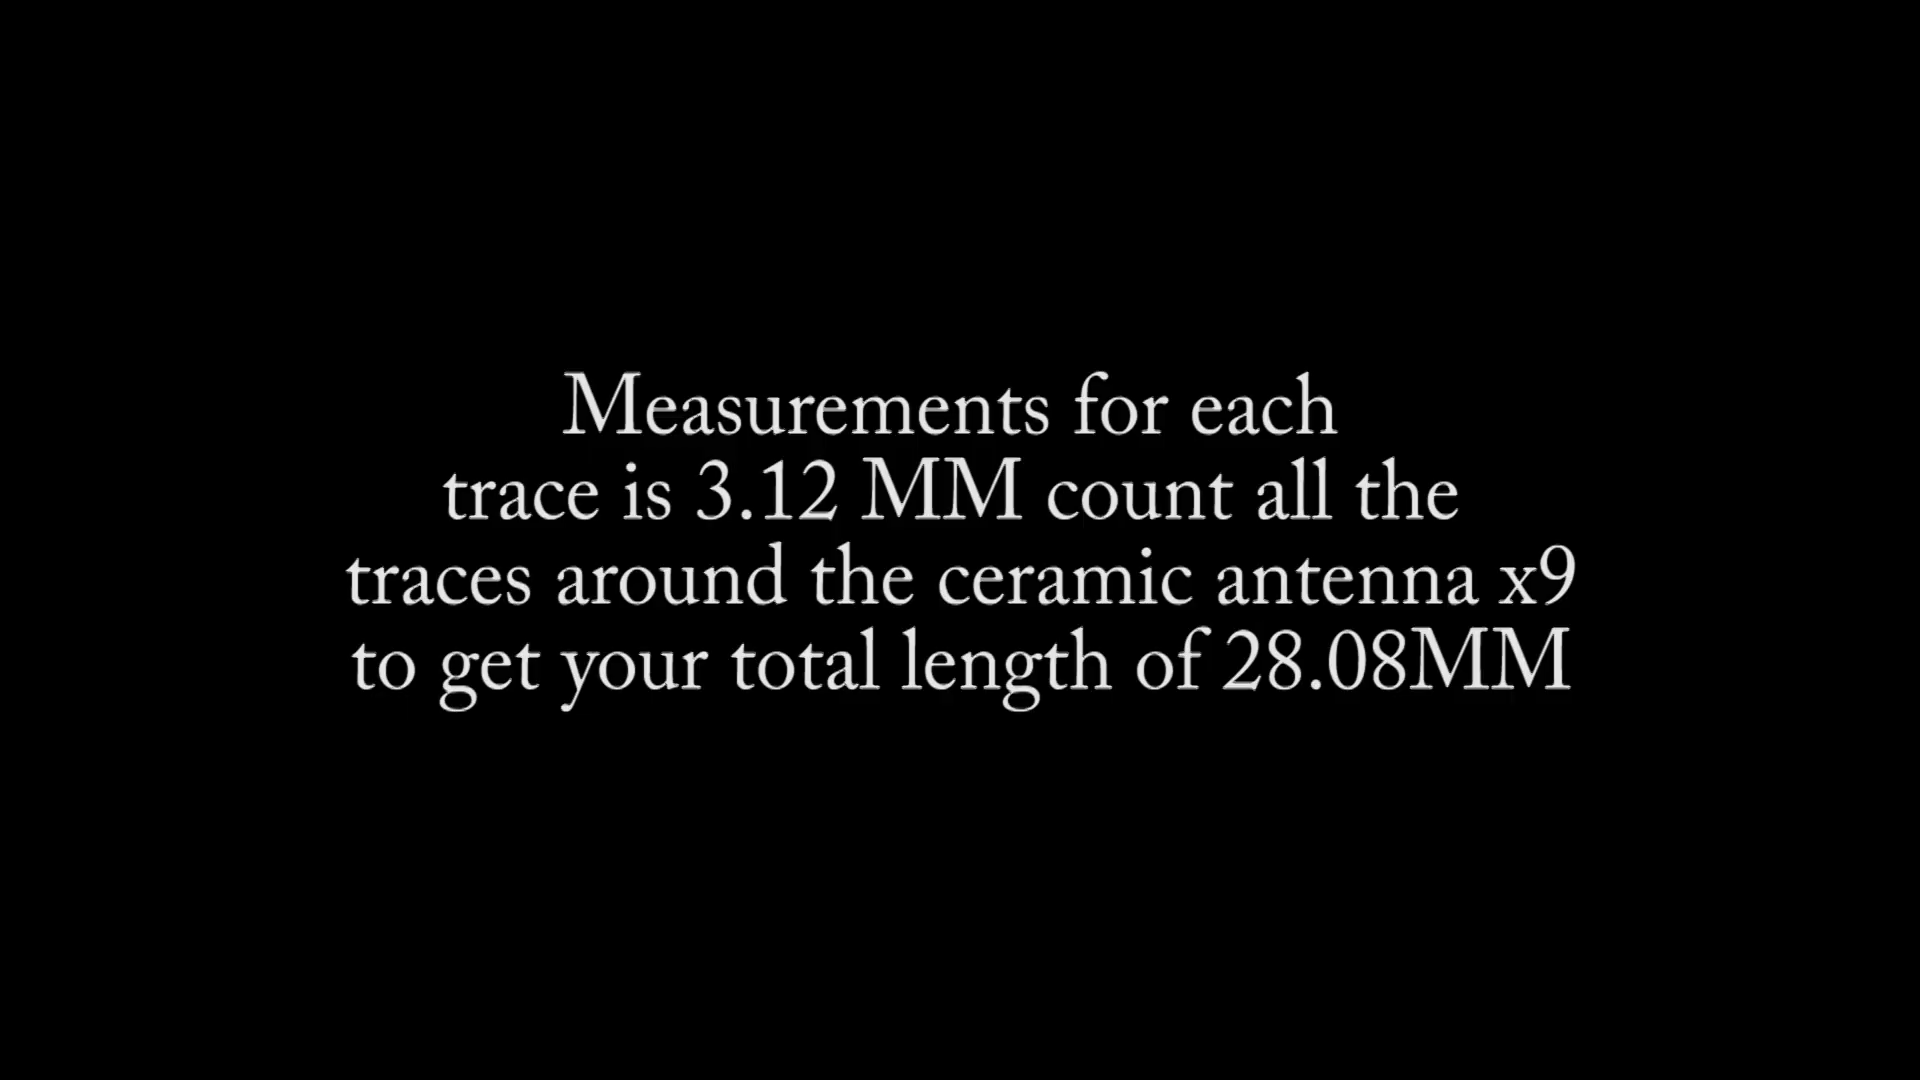 Measurements for each
trace is 3.12 MM count all the
traces around the ceramic antenna x9
to get your total length of 28.08MM